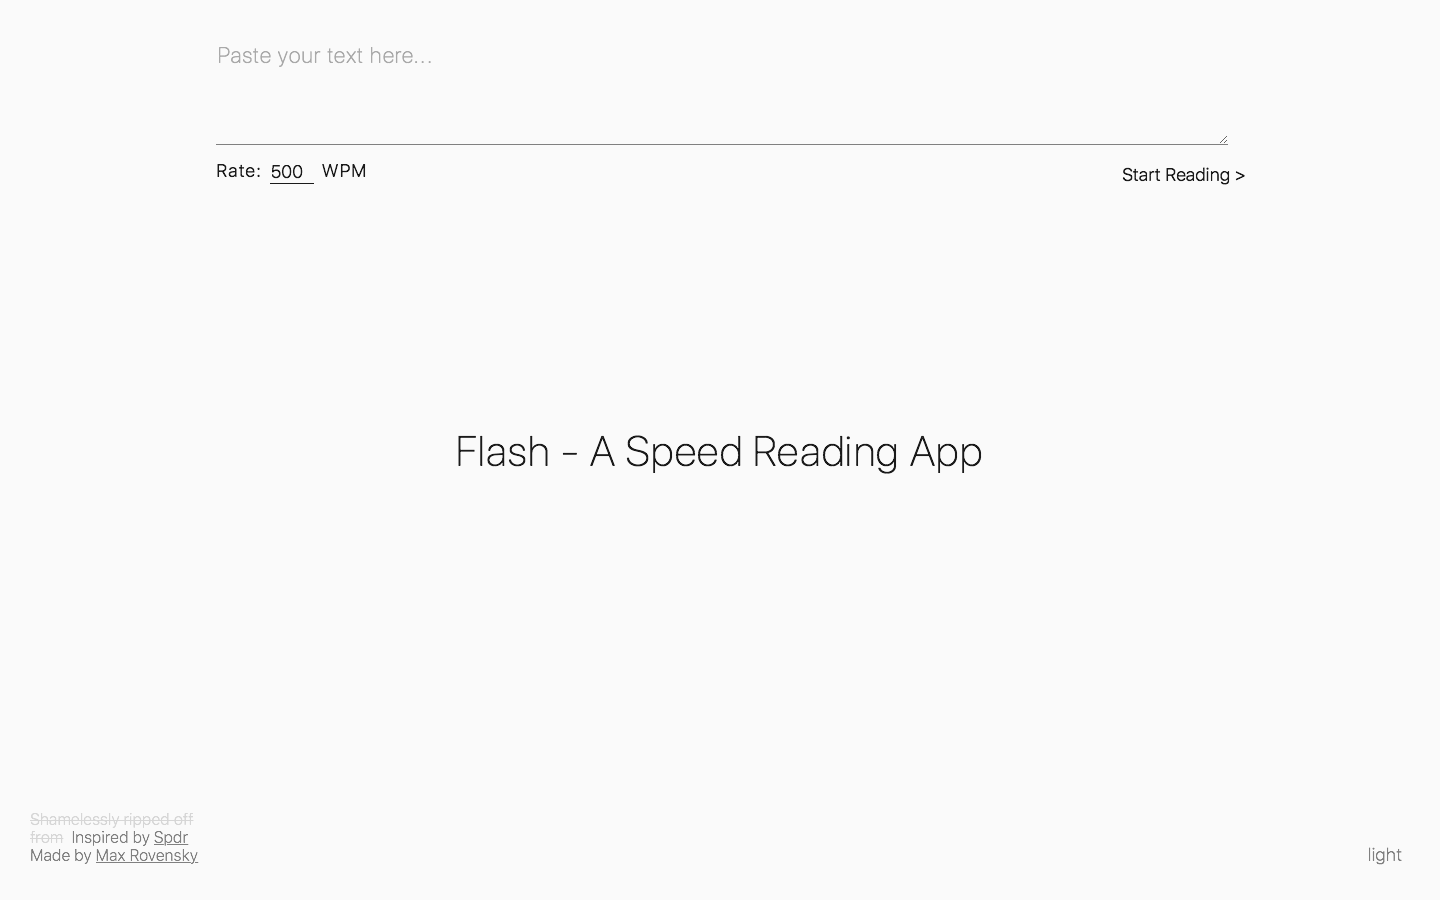 Paste your text here...
Rate: 500 WPM
Start Reading >
Flash - A Speed Reading App
Shamelessly ripped off
from Inspired by Spdr
Made by Max Rovensky
light